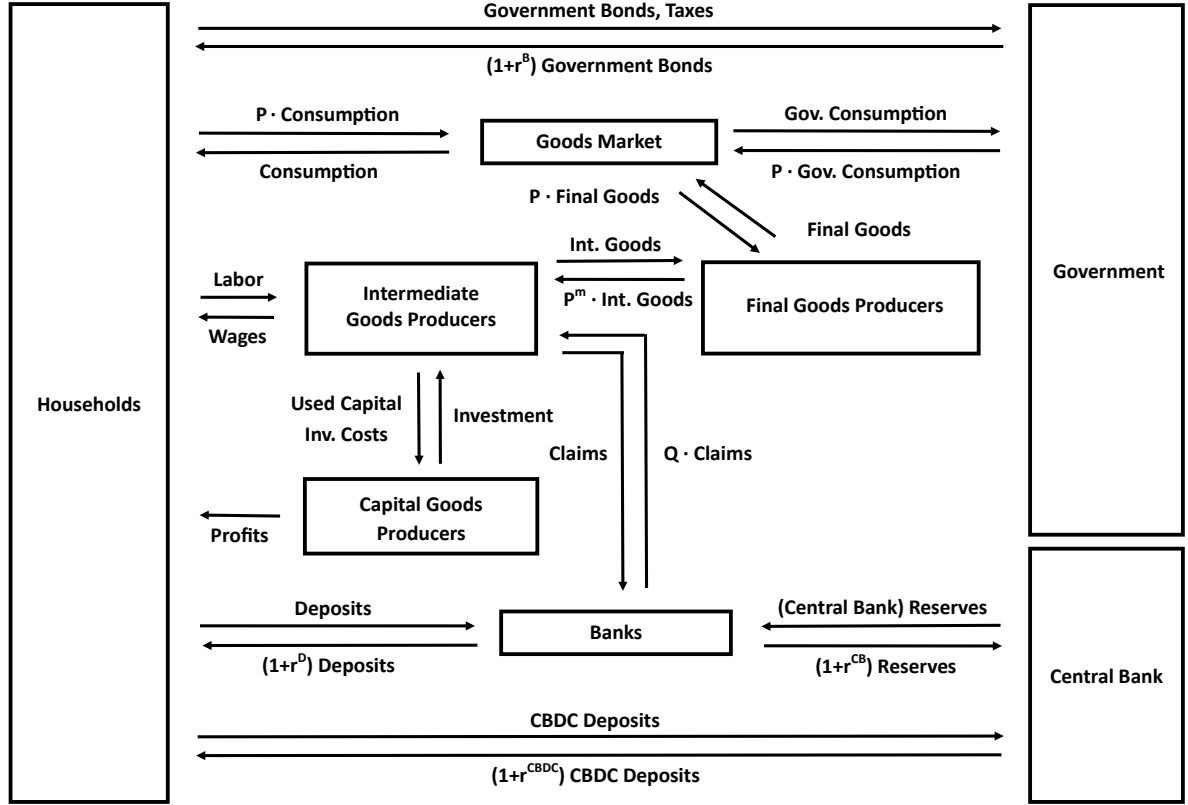 Government Bonds, Taxes
(1+r^B) Government Bonds
P · Consumption
Consumption
Goods Market
Gov. Consumption
P · Gov. Consumption
P · Final Goods
Final Goods
Int. Goods
P^m · Int. Goods
Labor
Wages
Intermediate
Goods Producers
Final Goods Producers
Government
Households
Used Capital
Inv. Costs
Investment
Claims
Q · Claims
Capital Goods
Producers
Profits
Deposits
(1+r^D) Deposits
Banks
(Central Bank) Reserves
(1+r^CB) Reserves
Central Bank
CBDC Deposits
(1+r^CBDC) CBDC Deposits